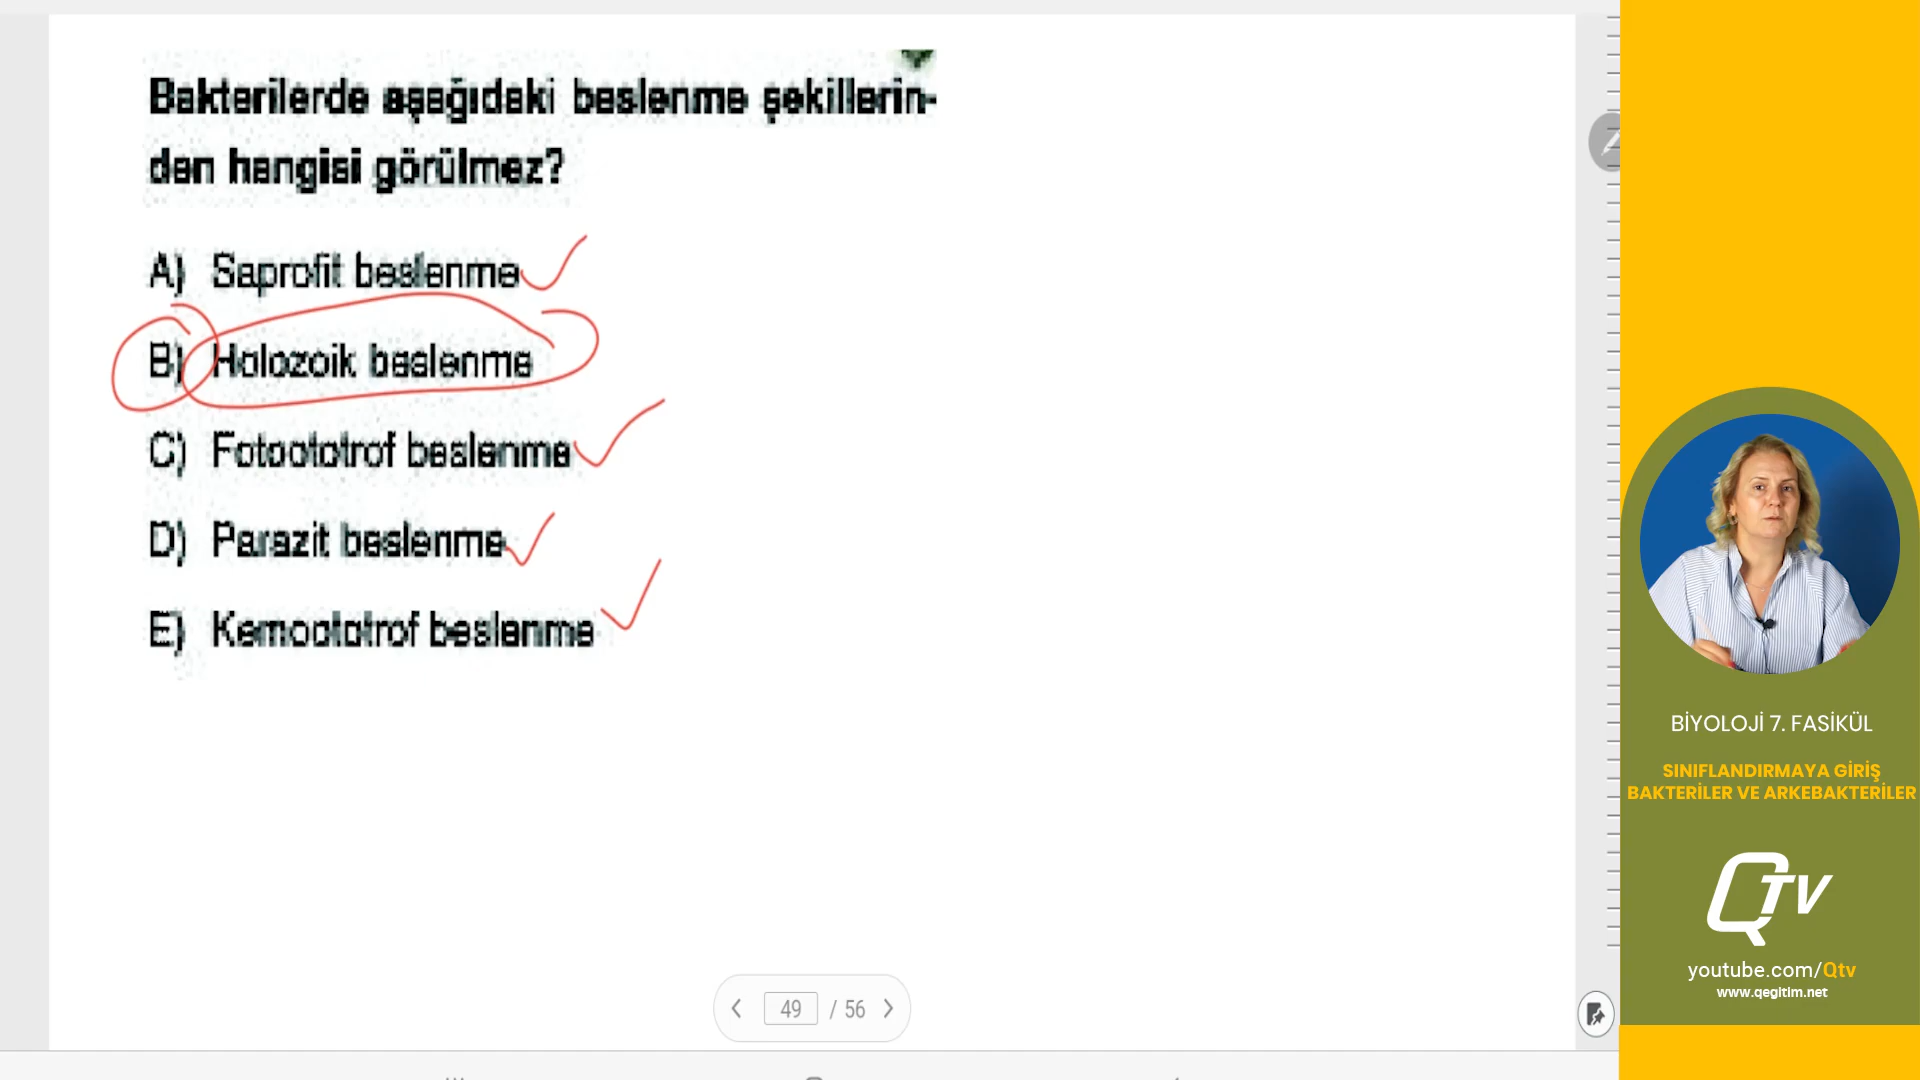 Bakterilerde aşağıdaki beslenme şekillerin-
den hangisi görülmez?
A) Saprofit beslenme
B) Holozoik beslenme
C) Fotoototrof beslenme
D) Parazit beslenme
E) Kemoototrof beslenme
49 / 56
BİYOLOJİ 7. FASİKÜL
SINIFLANDIRMAYA GİRİŞ
BAKTERİLER VE ARKEBAKTERİLER
QTV
youtube.com/Qtv
www.qegitim.net